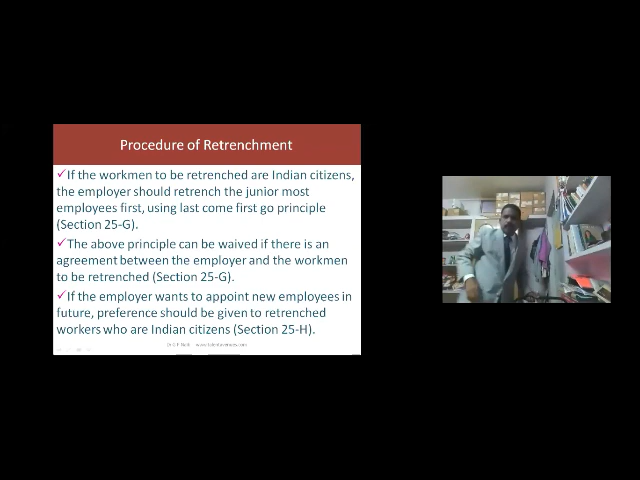 Procedure of Retrenchment
✓If the workmen to be retrenched are Indian citizens,
the employer should retrench the junior most
employees first, using last come first go principle
(Section 25-G).
✓The above principle can be waived if there is an
agreement between the employer and the workmen
to be retrenched (Section 25-G).
✓If the employer wants to appoint new employees in
future, preference should be given to retrenched
workers who are Indian citizens (Section 25-H).